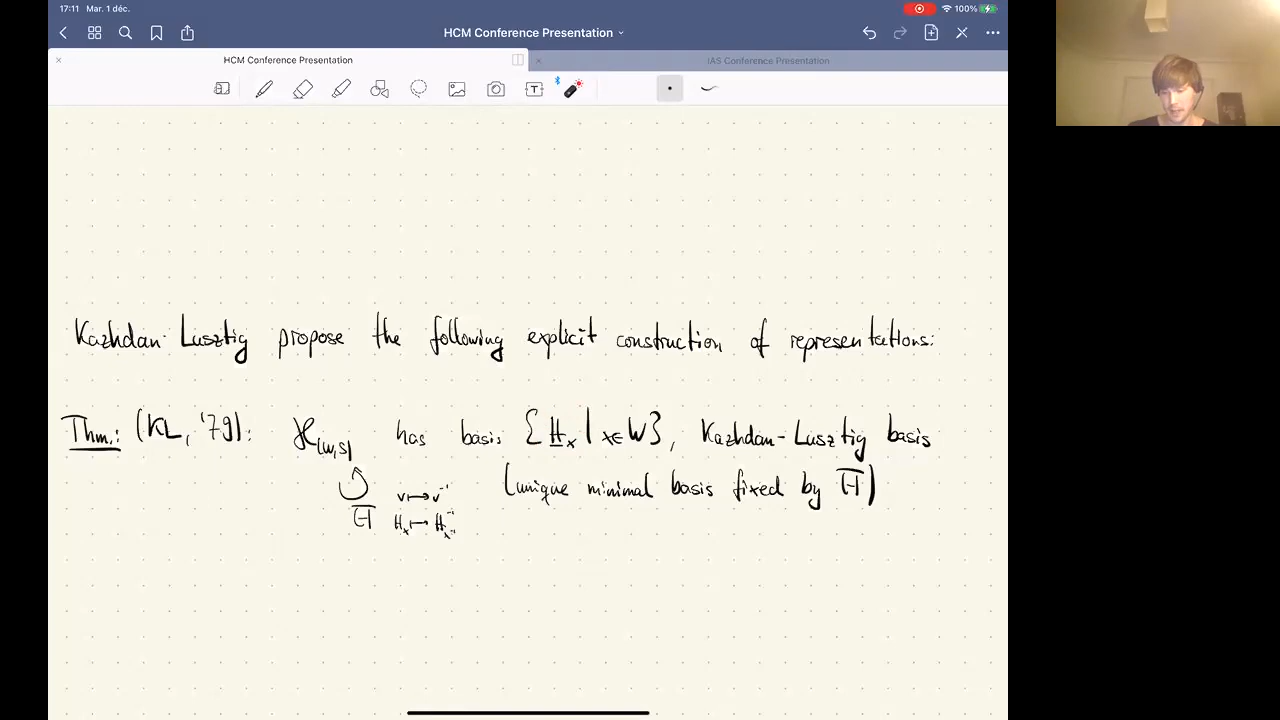 17:11 Mar. 1 déc.
100%
HCM Conference Presentation
HCM Conference Presentation
IAS Conference Presentation
T
Kazhdan-Lusztig propose the following explicit construction of representations:
Thm.: (KL, '79): ℋ(W,S) has basis {H̲ₓ | x∈W}, Kazhdan-Lusztig basis
(unique minimal basis fixed by (-)‾)
v ↦ v⁻¹
(-)‾ Hₓ ↦ Hₓ⁻¹⁻¹